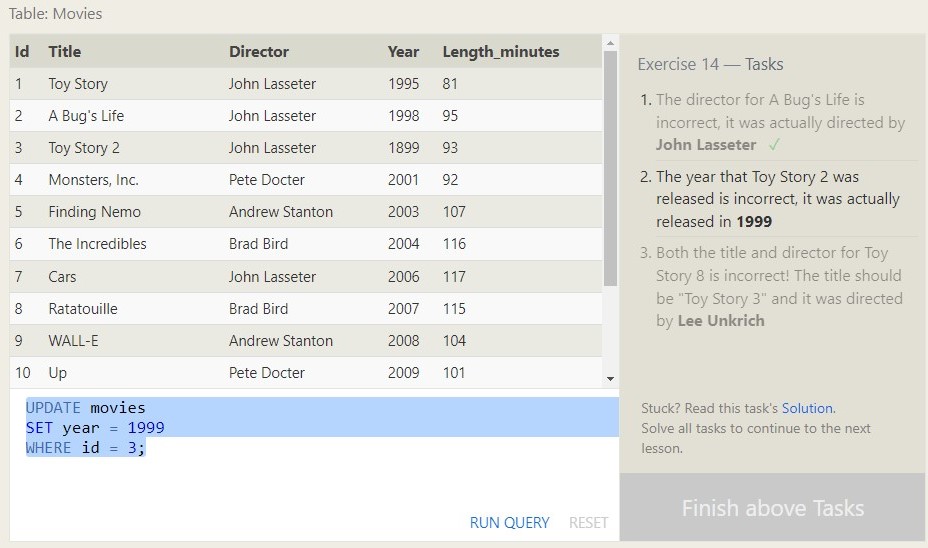 Table: Movies
Id Title Director Year Length_minutes
1 Toy Story John Lasseter 1995 81
2 A Bug's Life John Lasseter 1998 95
3 Toy Story 2 John Lasseter 1899 93
4 Monsters, Inc. Pete Docter 2001 92
5 Finding Nemo Andrew Stanton 2003 107
6 The Incredibles Brad Bird 2004 116
7 Cars John Lasseter 2006 117
8 Ratatouille Brad Bird 2007 115
9 WALL-E Andrew Stanton 2008 104
10 Up Pete Docter 2009 101
UPDATE movies
SET year = 1999
WHERE id = 3;
RUN QUERY RESET
Exercise 14 — Tasks
1. The director for A Bug's Life is
incorrect, it was actually directed by
John Lasseter ✓
2. The year that Toy Story 2 was
released is incorrect, it was actually
released in 1999
3. Both the title and director for Toy
Story 8 is incorrect! The title should
be "Toy Story 3" and it was directed
by Lee Unkrich
Stuck? Read this task's Solution.
Solve all tasks to continue to the next
lesson.
Finish above Tasks